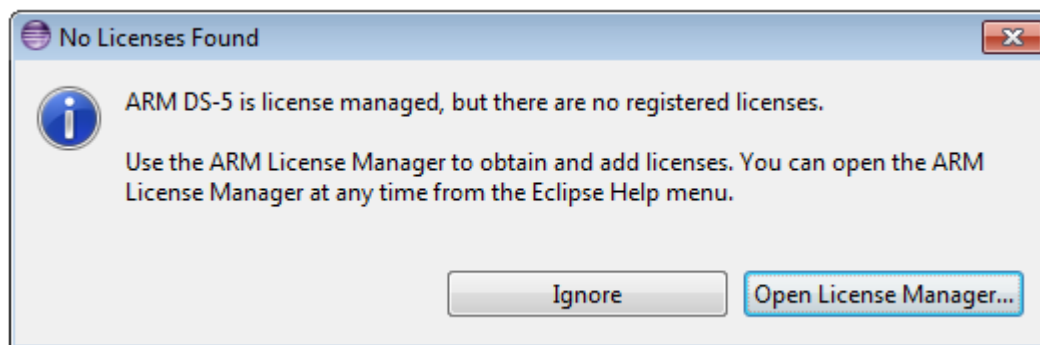 No Licenses Found
ARM DS-5 is license managed, but there are no registered licenses.
Use the ARM License Manager to obtain and add licenses. You can open the ARM
License Manager at any time from the Eclipse Help menu.
Ignore
Open License Manager...